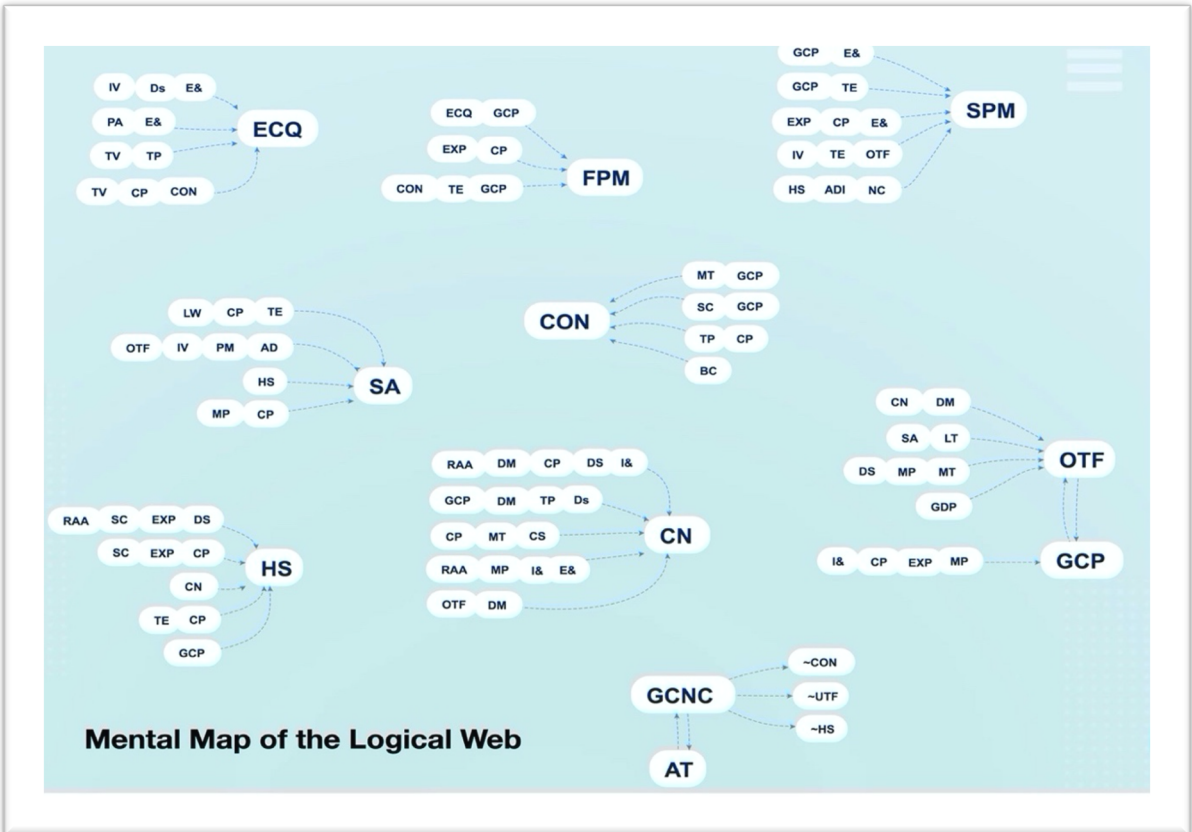 IV Ds E&
PA E&
TV TP
TV CP CON
ECQ
ECQ GCP
EXP CP
CON TE GCP
FPM
GCP E&
GCP TE
EXP CP E&
IV TE OTF
HS ADI NC
SPM
LW CP TE
OTF IV PM AD
HS
MP CP
SA
CON
MT GCP
SC GCP
TP CP
BC
CN DM
SA LT
DS MP MT
GDP
OTF
I& CP EXP MP
GCP
RAA SC EXP DS
SC EXP CP
CN
TE CP
GCP
HS
RAA DM CP DS I&
GCP DM TP Ds
CP MT CS
RAA MP I& E&
OTF DM
CN
GCNC
~CON
~UTF
~HS
AT
Mental Map of the Logical Web